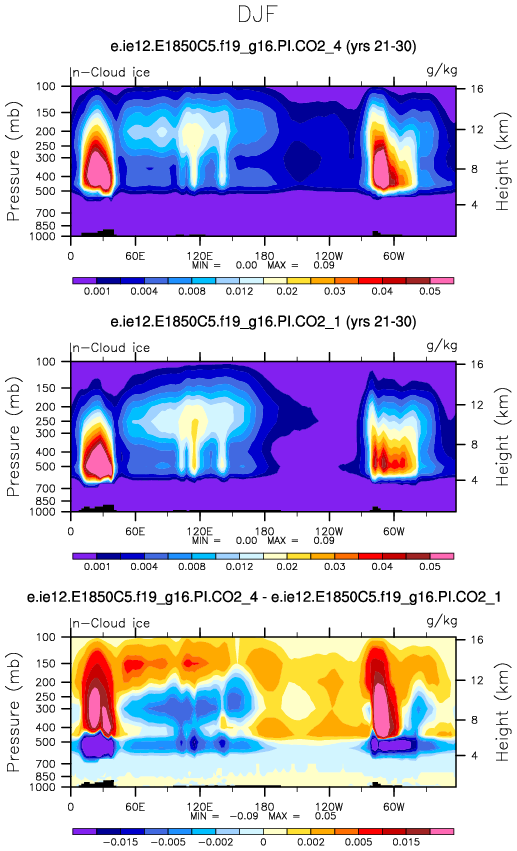 DJF
e.ie12.E1850C5.f19_g16.PI.CO2_4 (yrs 21-30)
In-Cloud ice g/kg
100
150
200
250
300
400
500
700
850
1000
Pressure (mb)
16
12
8
4
Height (km)
0 60E 120E 180 120W 60W
MIN = 0.00 MAX = 0.09
0.001 0.004 0.008 0.012 0.02 0.03 0.04 0.05
e.ie12.E1850C5.f19_g16.PI.CO2_1 (yrs 21-30)
In-Cloud ice g/kg
100
150
200
250
300
400
500
700
850
1000
Pressure (mb)
16
12
8
4
Height (km)
0 60E 120E 180 120W 60W
MIN = 0.00 MAX = 0.09
0.001 0.004 0.008 0.012 0.02 0.03 0.04 0.05
e.ie12.E1850C5.f19_g16.PI.CO2_4 - e.ie12.E1850C5.f19_g16.PI.CO2_1
In-Cloud ice g/kg
100
150
200
250
300
400
500
700
850
1000
Pressure (mb)
16
12
8
4
Height (km)
0 60E 120E 180 120W 60W
MIN = -0.09 MAX = 0.05
-0.015 -0.005 -0.002 0 0.002 0.005 0.015